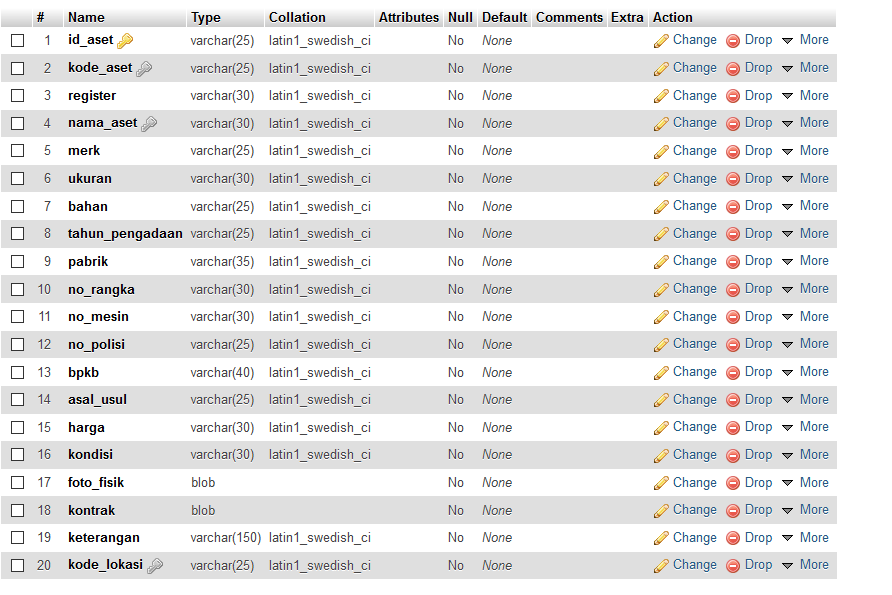 # Name Type Collation Attributes Null Default Comments Extra Action
1 id_aset varchar(25) latin1_swedish_ci No None Change Drop More
2 kode_aset varchar(25) latin1_swedish_ci No None Change Drop More
3 register varchar(30) latin1_swedish_ci No None Change Drop More
4 nama_aset varchar(30) latin1_swedish_ci No None Change Drop More
5 merk varchar(25) latin1_swedish_ci No None Change Drop More
6 ukuran varchar(30) latin1_swedish_ci No None Change Drop More
7 bahan varchar(25) latin1_swedish_ci No None Change Drop More
8 tahun_pengadaan varchar(25) latin1_swedish_ci No None Change Drop More
9 pabrik varchar(35) latin1_swedish_ci No None Change Drop More
10 no_rangka varchar(30) latin1_swedish_ci No None Change Drop More
11 no_mesin varchar(30) latin1_swedish_ci No None Change Drop More
12 no_polisi varchar(25) latin1_swedish_ci No None Change Drop More
13 bpkb varchar(40) latin1_swedish_ci No None Change Drop More
14 asal_usul varchar(25) latin1_swedish_ci No None Change Drop More
15 harga varchar(30) latin1_swedish_ci No None Change Drop More
16 kondisi varchar(30) latin1_swedish_ci No None Change Drop More
17 foto_fisik blob No None Change Drop More
18 kontrak blob No None Change Drop More
19 keterangan varchar(150) latin1_swedish_ci No None Change Drop More
20 kode_lokasi varchar(25) latin1_swedish_ci No None Change Drop More